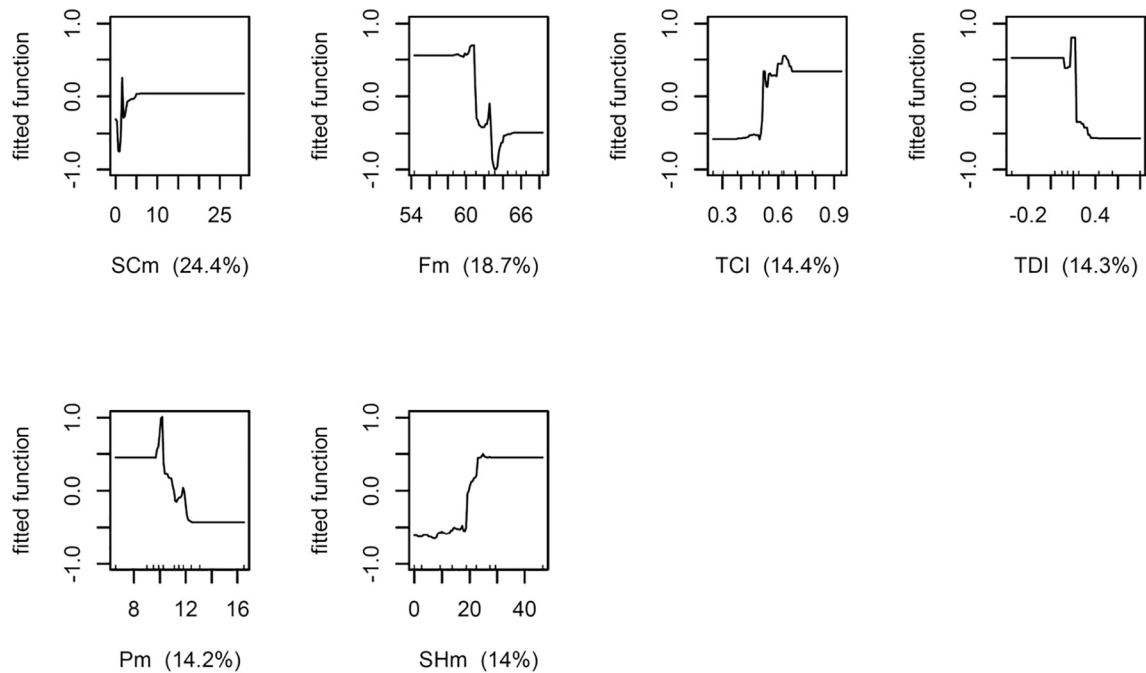 fitted function
1.0
0.0
-1.0
0 10 25
SCm (24.4%)
fitted function
1.0
0.0
-1.0
54 60 66
Fm (18.7%)
fitted function
1.0
0.0
-1.0
0.3 0.6 0.9
TCI (14.4%)
fitted function
1.0
0.0
-1.0
-0.2 0.4
TDI (14.3%)
fitted function
1.0
0.0
-1.0
8 12 16
Pm (14.2%)
fitted function
1.0
0.0
-1.0
0 20 40
SHm (14%)